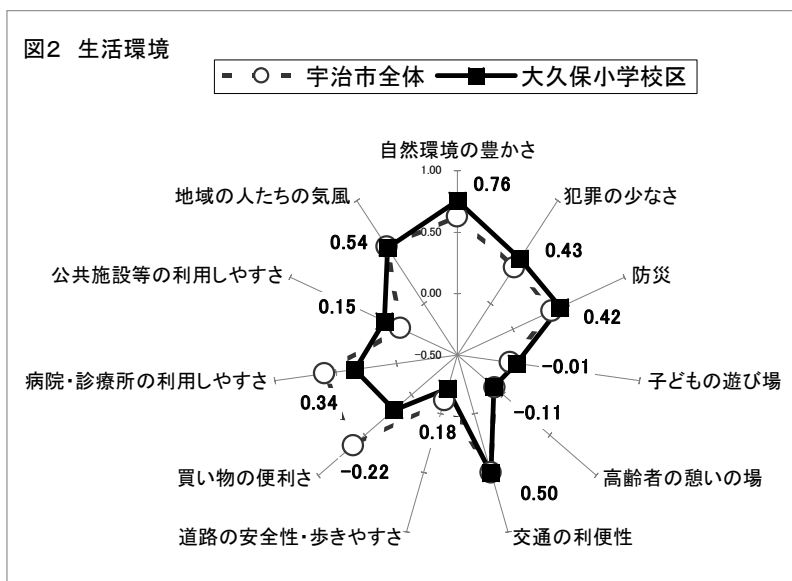 図2 生活環境
宇治市全体 大久保小学校区
自然環境の豊かさ
1.00
0.76
地域の人たちの気風
犯罪の少なさ
0.54
0.50
0.43
公共施設等の利用しやすさ
防災
0.00
0.15
0.42
-0.50
-0.01
病院・診療所の利用しやすさ
子どもの遊び場
0.34
-0.11
0.18
-0.22
買い物の便利さ
高齢者の憩いの場
0.50
道路の安全性・歩きやすさ
交通の利便性